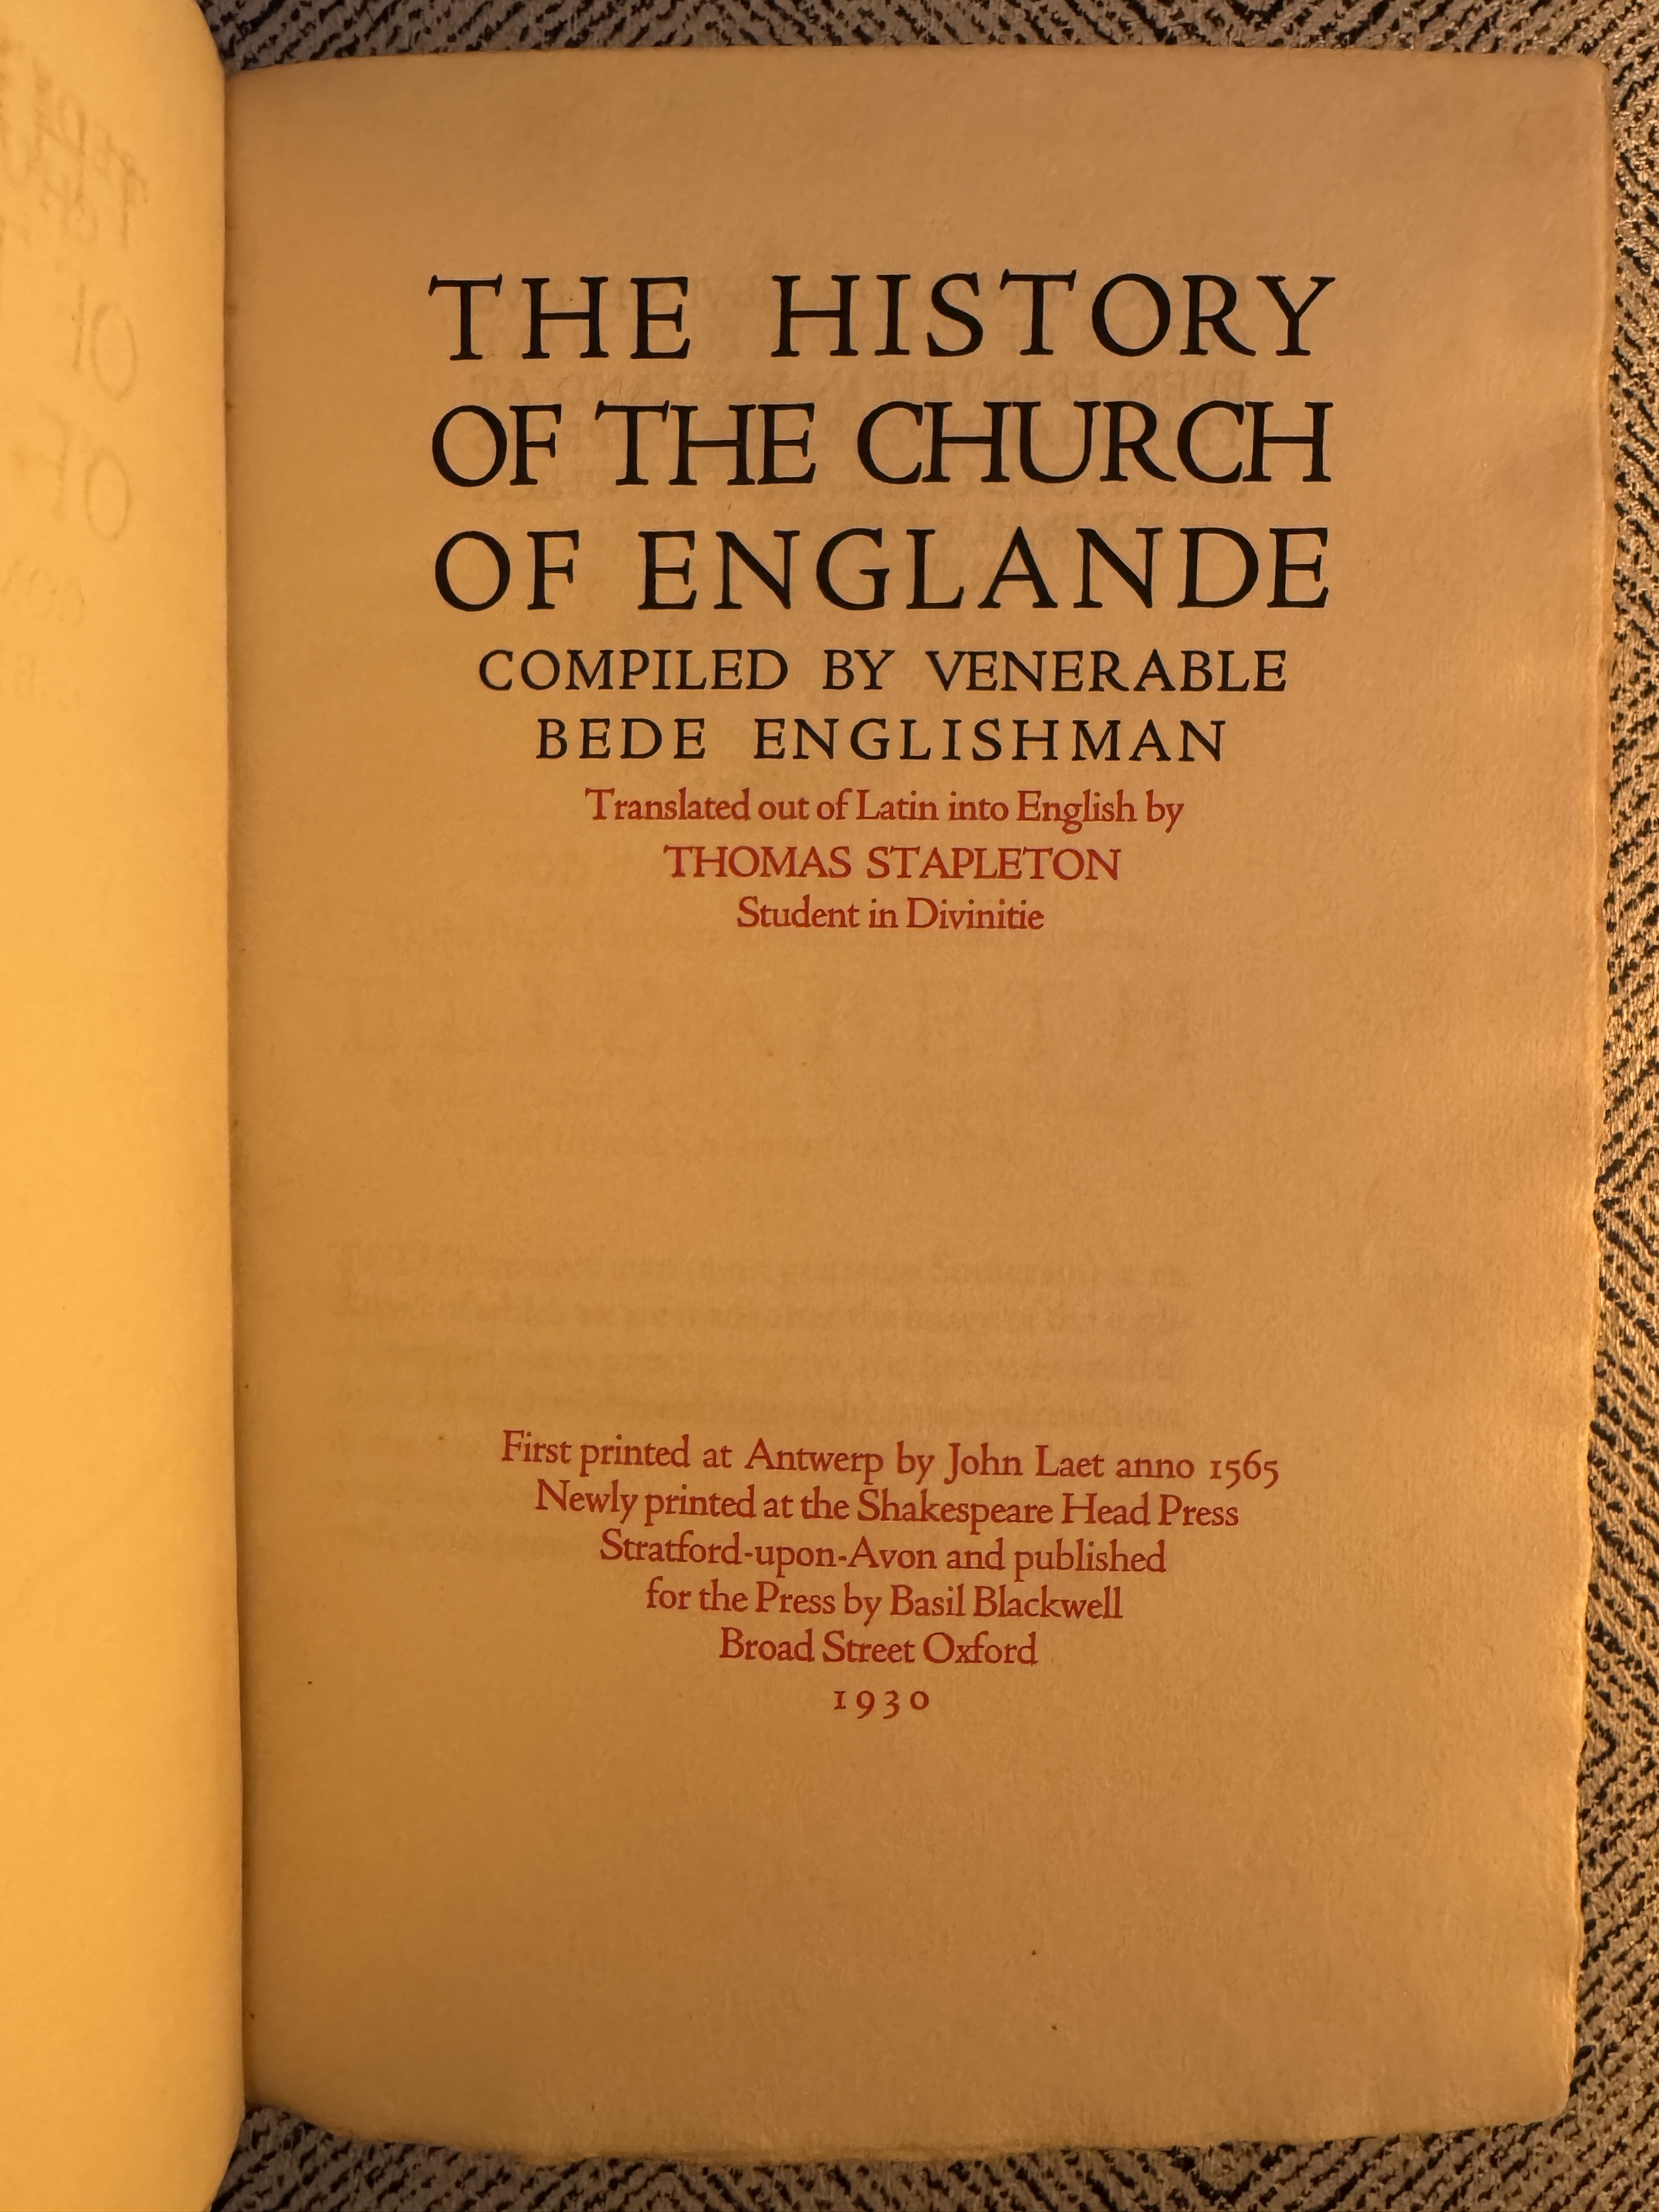 THE HISTORY
OF THE CHURCH
OF ENGLANDE
COMPILED BY VENERABLE
BEDE ENGLISHMAN
Translated out of Latin into English by
THOMAS STAPLETON
Student in Divinitie
First printed at Antwerp by John Laet anno 1565
Newly printed at the Shakespeare Head Press
Stratford-upon-Avon and published
for the Press by Basil Blackwell
Broad Street Oxford
1930